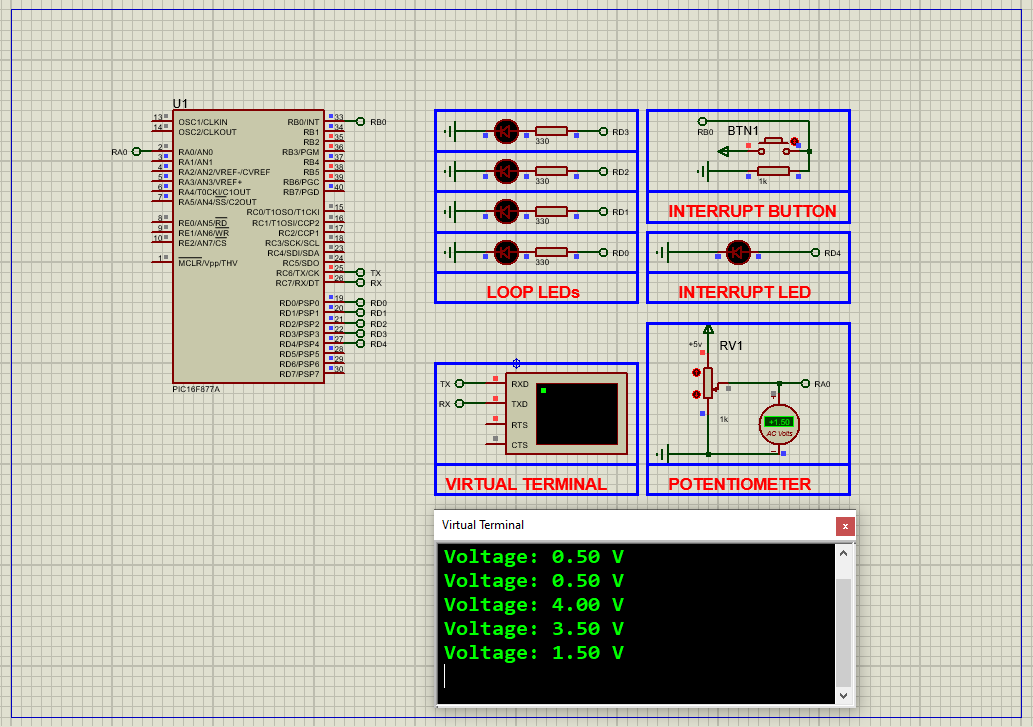 U1
13 OSC1/CLKIN
14 OSC2/CLKOUT
RA0 2 RA0/AN0
3 RA1/AN1
4 RA2/AN2/VREF-/CVREF
5 RA3/AN3/VREF+
6 RA4/T0CKI/C1OUT
7 RA5/AN4/SS/C2OUT
8 RE0/AN5/RD
9 RE1/AN6/WR
10 RE2/AN7/CS
1 MCLR/Vpp/THV
RB0/INT 33 RB0
RB1 34
RB2 35
RB3/PGM 36
RB4 37
RB5 38
RB6/PGC 39
RB7/PGD 40
RC0/T1OSO/T1CKI 15
RC1/T1OSI/CCP2 16
RC2/CCP1 17
RC3/SCK/SCL 18
RC4/SDI/SDA 23
RC5/SDO 24
RC6/TX/CK 25 TX
RC7/RX/DT 26 RX
RD0/PSP0 19 RD0
RD1/PSP1 20 RD1
RD2/PSP2 21 RD2
RD3/PSP3 22 RD3
RD4/PSP4 27 RD4
RD5/PSP5 28
RD6/PSP6 29
RD7/PSP7 30
PIC16F877A
330 RD3
330 RD2
330 RD1
330 RD0
LOOP LEDs
RB0 BTN1
1k
INTERRUPT BUTTON
RD4
INTERRUPT LED
TX RXD
RX TXD
RTS
CTS
VIRTUAL TERMINAL
+5v RV1
RA0
1k
+1.50
AC Volts
POTENTIOMETER
Virtual Terminal
x
Voltage: 0.50 V
Voltage: 0.50 V
Voltage: 4.00 V
Voltage: 3.50 V
Voltage: 1.50 V